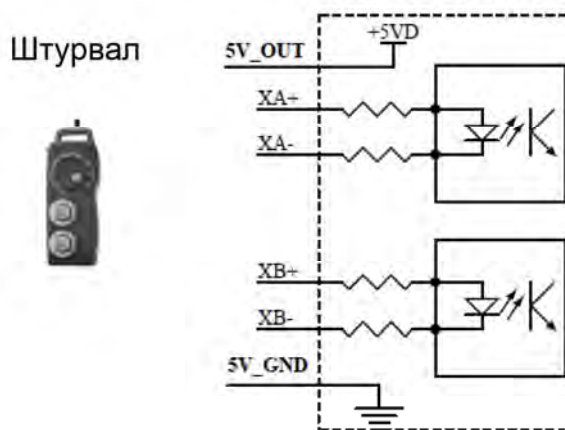 Штурвал
+5VD
5V_OUT
XA+
XA-
XB+
XB-
5V_GND